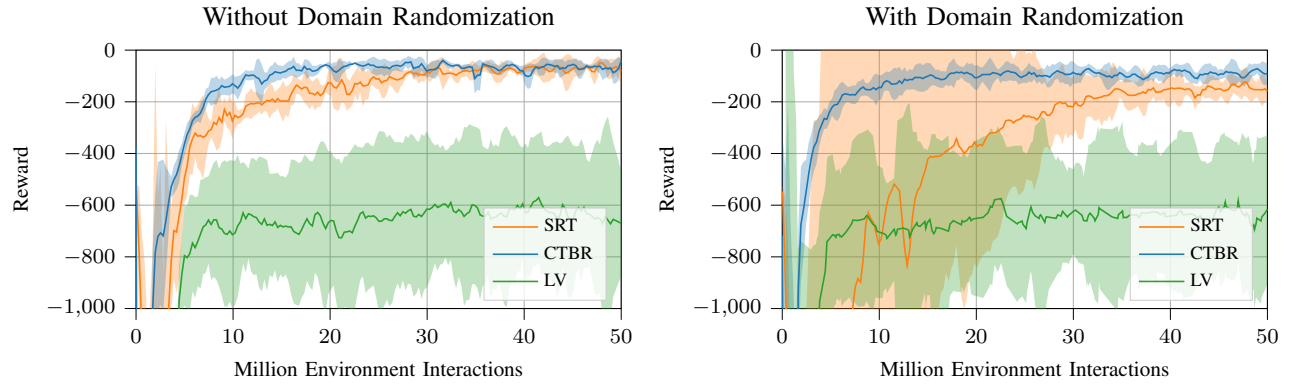 Without Domain Randomization
0
−200
−400
−600
−800
−1,000
Reward
SRT
CTBR
LV
0 10 20 30 40 50
Million Environment Interactions
With Domain Randomization
0
−200
−400
−600
−800
−1,000
Reward
SRT
CTBR
LV
0 10 20 30 40 50
Million Environment Interactions